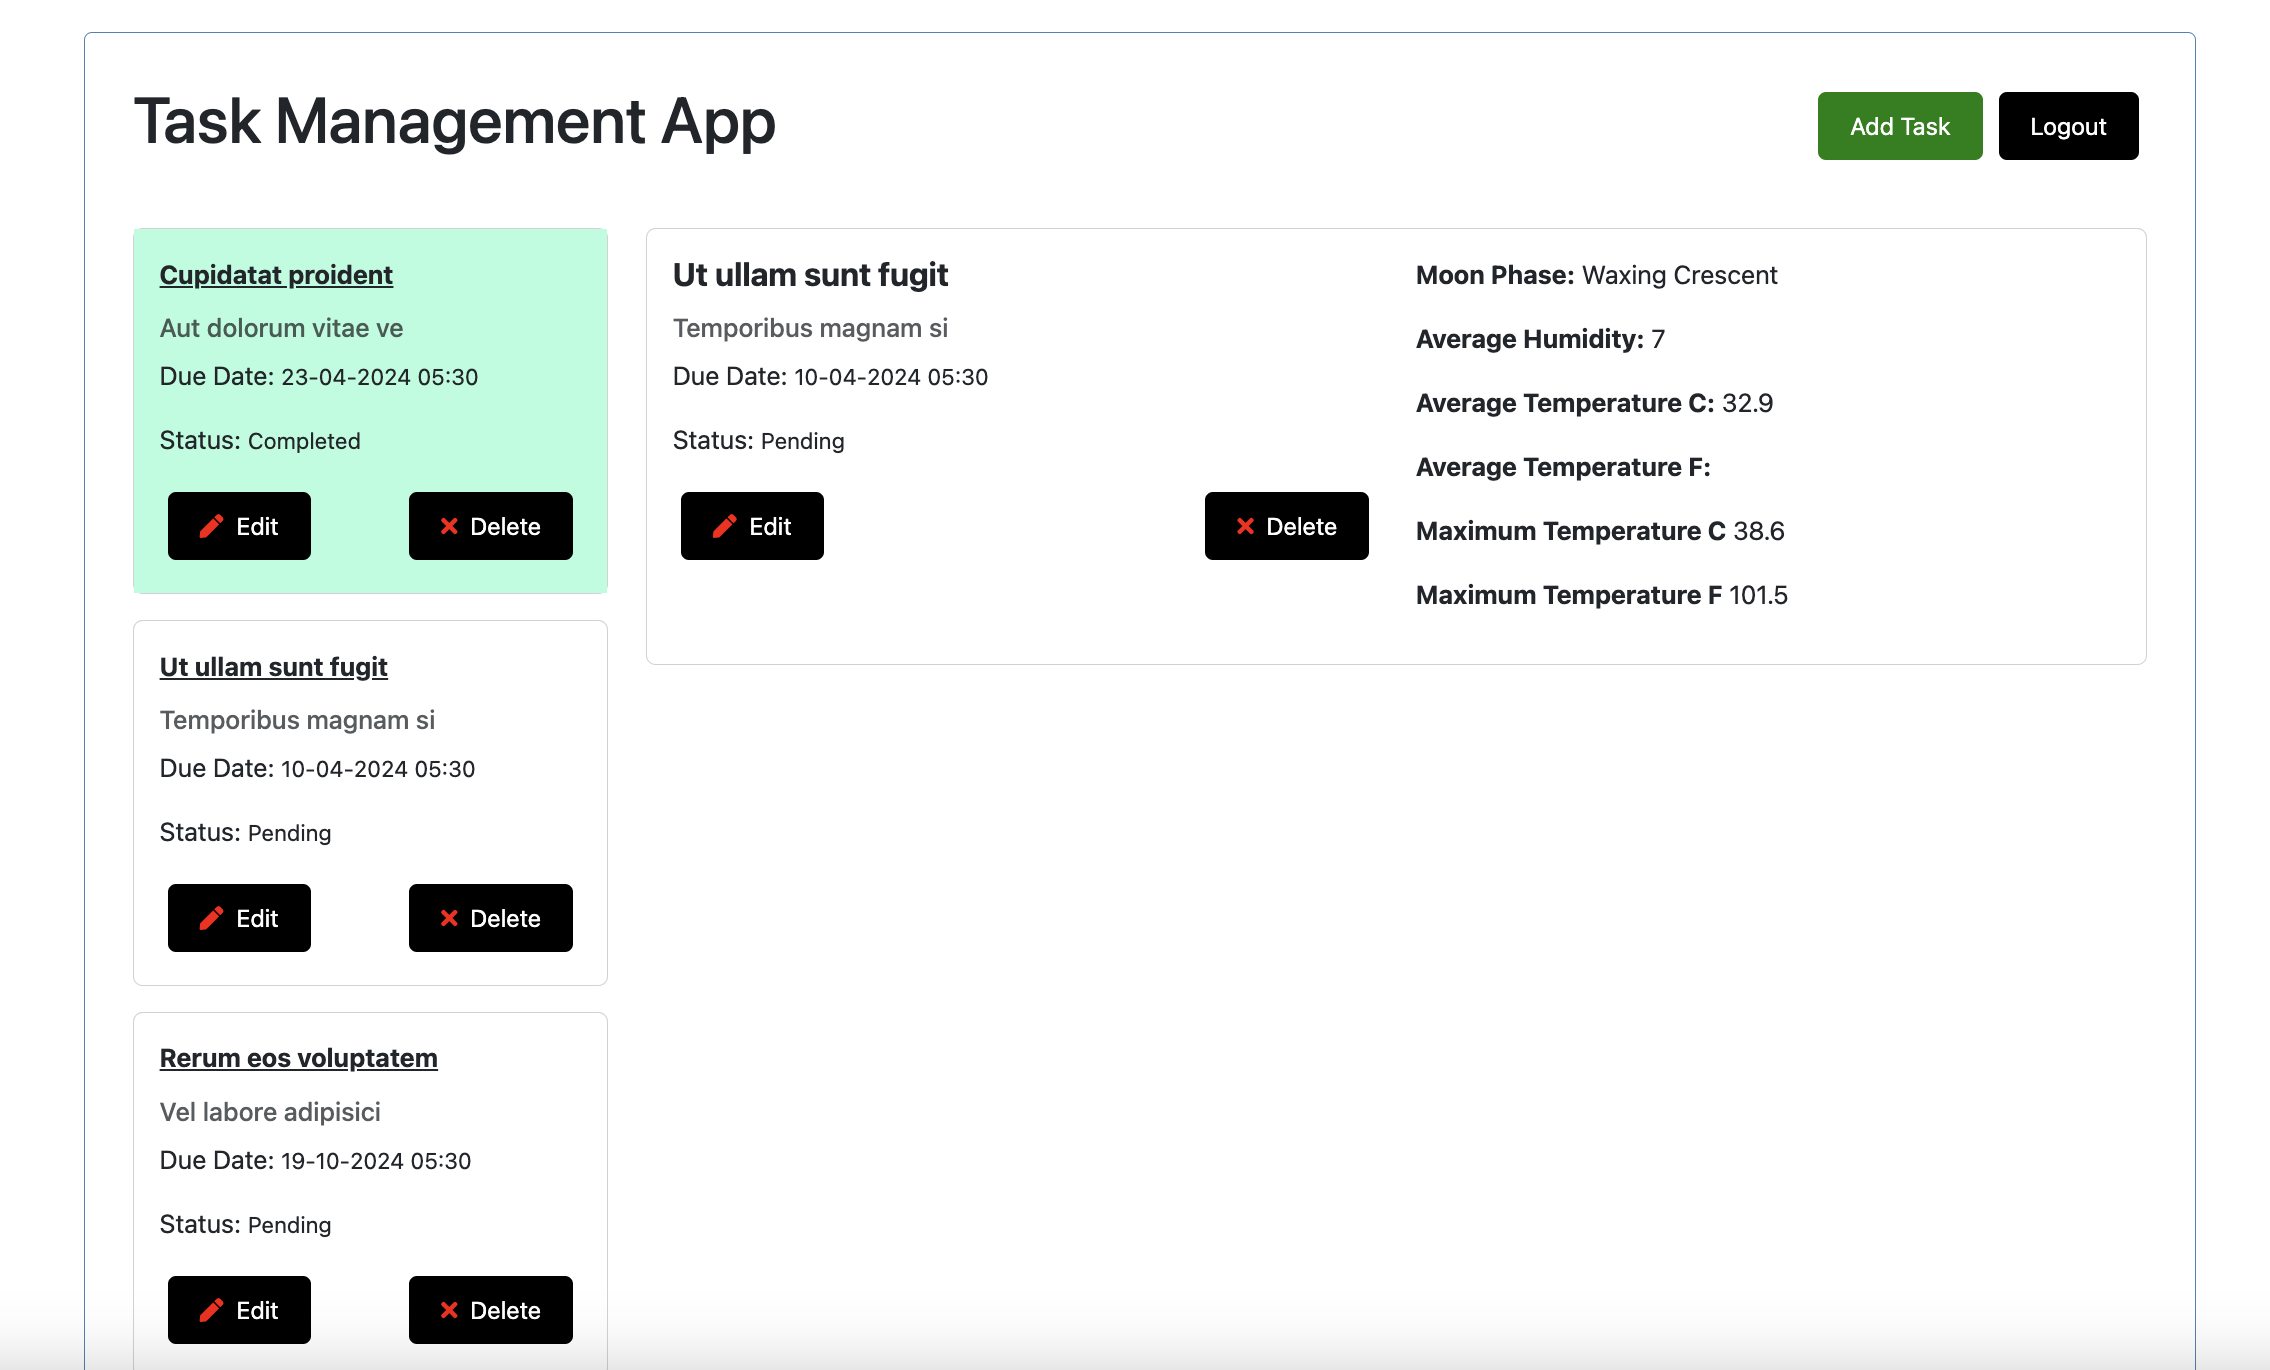 Task Management App
Add Task
Logout
Cupidatat proident
Aut dolorum vitae ve
Due Date: 23-04-2024 05:30
Status: Completed
Edit
Delete
Ut ullam sunt fugit
Temporibus magnam si
Due Date: 10-04-2024 05:30
Status: Pending
Edit
Delete
Rerum eos voluptatem
Vel labore adipisici
Due Date: 19-10-2024 05:30
Status: Pending
Edit
Delete
Ut ullam sunt fugit
Temporibus magnam si
Due Date: 10-04-2024 05:30
Status: Pending
Edit
Delete
Moon Phase: Waxing Crescent
Average Humidity: 7
Average Temperature C: 32.9
Average Temperature F:
Maximum Temperature C 38.6
Maximum Temperature F 101.5